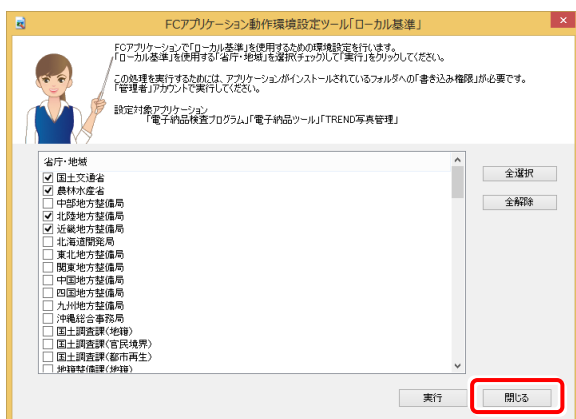 FCアプリケーション動作環境設定ツール「ローカル基準」
FCアプリケーションで「ローカル基準」を使用するための環境設定を行います。
「ローカル基準」を使用する「省庁・地域」を選択(チェック)して「実行」をクリックしてください。
この処理を実行するためには、アプリケーションがインストールされているフォルダへの「書き込み権限」が必要です。
「管理者」アカウントで実行してください。
設定対象アプリケーション
「電子納品検査プログラム」「電子納品ツール」「TREND写真管理」
省庁・地域
国土交通省
農林水産省
中部地方整備局
北陸地方整備局
近畿地方整備局
北海道開発局
東北地方整備局
関東地方整備局
中国地方整備局
四国地方整備局
九州地方整備局
沖縄総合事務局
国土調査課(地籍)
国土調査課(官民境界)
国土調査課(都市再生)
地籍整備課(地籍)
全選択
全解除
実行
閉じる